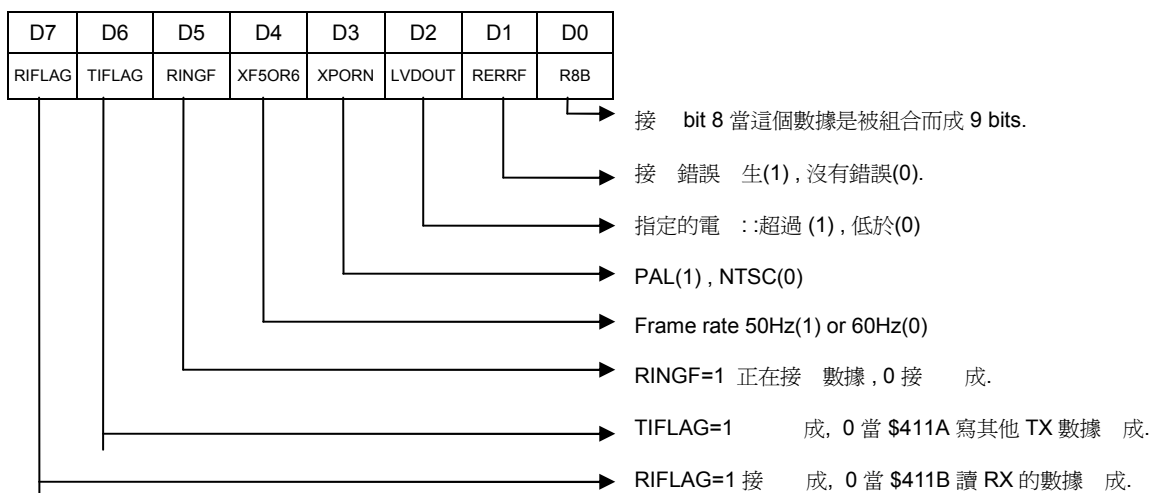 D7 D6 D5 D4 D3 D2 D1 D0
RIFLAG TIFLAG RINGF XF5OR6 XPORN LVDOUT RERRF R8B
接 bit 8 當這個數據是被組合而成 9 bits.
接 錯誤 生(1) , 沒有錯誤(0).
指定的電 : :超過 (1) , 低於(0)
PAL(1) , NTSC(0)
Frame rate 50Hz(1) or 60Hz(0)
RINGF=1 正在接 數據 , 0 接 成.
TIFLAG=1 成, 0 當 $411A 寫其他 TX 數據 成.
RIFLAG=1 接 成, 0 當 $411B 讀 RX 的數據 成.